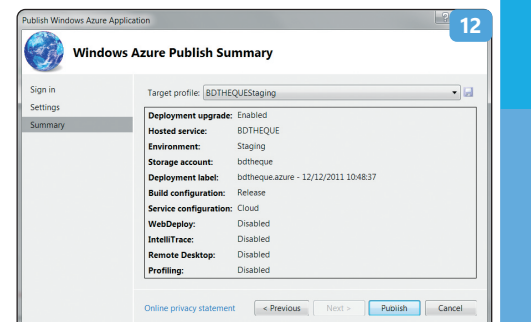 Publish Windows Azure Application
12
Windows Azure Publish Summary
Sign in
Settings
Summary
Target profile: BDTHEQUEStaging
Deployment upgrade: Enabled
Hosted service: BDTHEQUE
Environment: Staging
Storage account: bdtheque
Deployment label: bdtheque.azure - 12/12/2011 10:48:37
Build configuration: Release
Service configuration: Cloud
WebDeploy: Disabled
IntelliTrace: Disabled
Remote Desktop: Disabled
Profiling: Disabled
Online privacy statement < Previous Next > Publish Cancel